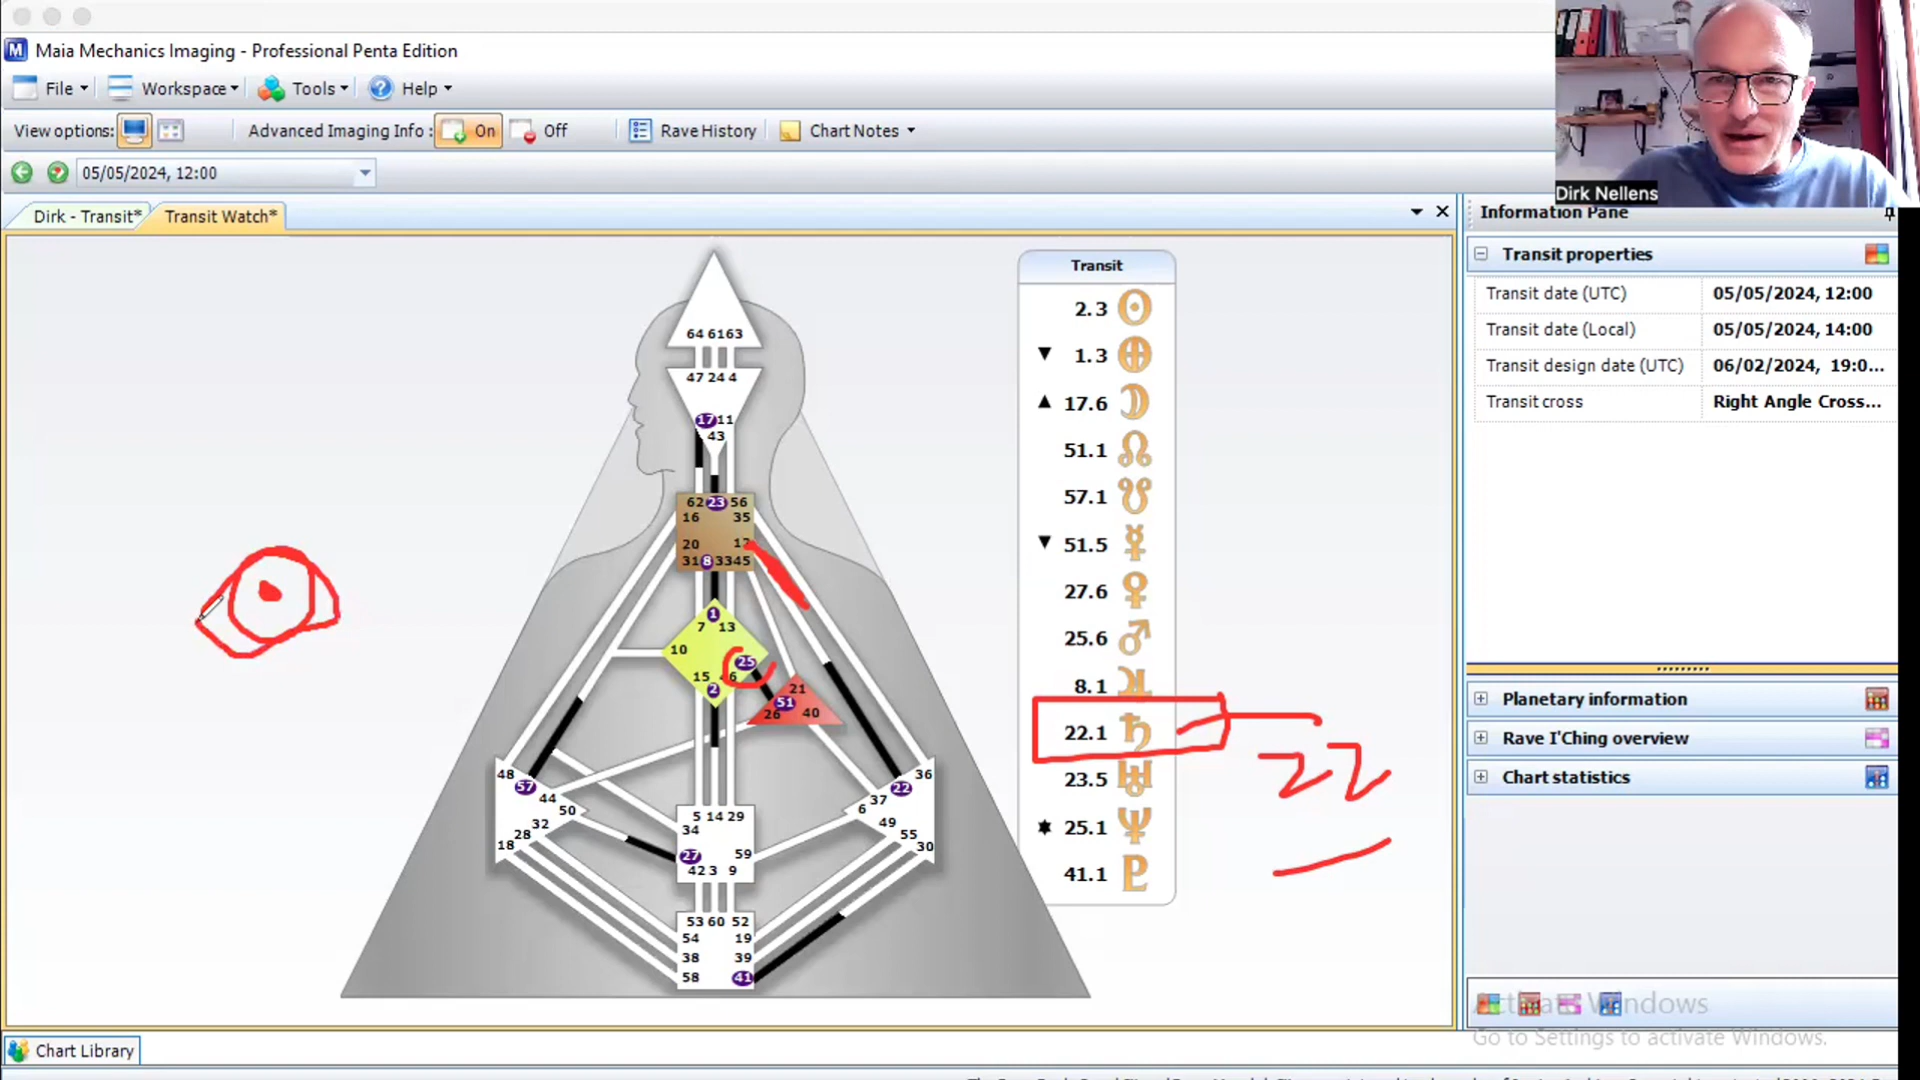 Maia Mechanics Imaging - Professional Penta Edition
File Workspace Tools Help
View options: Advanced Imaging Info : On Off Rave History Chart Notes
05/05/2024, 12:00
Dirk Nellens
Dirk - Transit* Transit Watch*
Information Pane
Transit properties
Transit date (UTC) 05/05/2024, 12:00
Transit date (Local) 05/05/2024, 14:00
Transit design date (UTC) 06/02/2024, 19:0...
Transit cross Right Angle Cross...
Planetary information
Rave I'Ching overview
Chart statistics
64 61 63
47 24 4
17 11
43
62 23 56
16 35
20 12
31 8 33 45
1
7 13
10 25
15 46
2
21
51
26 40
48
57
44
50
32
28
18
36
22
37
6
49
55
30
5 14 29
34
27 59
42 3 9
53 60 52
54 19
38 39
58 41
Transit
2.3
1.3
17.6
51.1
57.1
51.5
27.6
25.6
8.1
22.1
23.5
25.1
41.1
22
Activate Windows
Go to Settings to activate Windows.
Chart Library